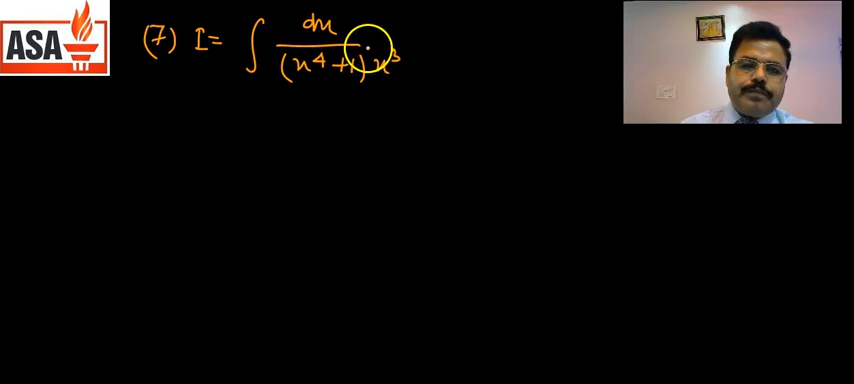 ASA
(7) I = ∫ dx / (x⁴ + 1) x³